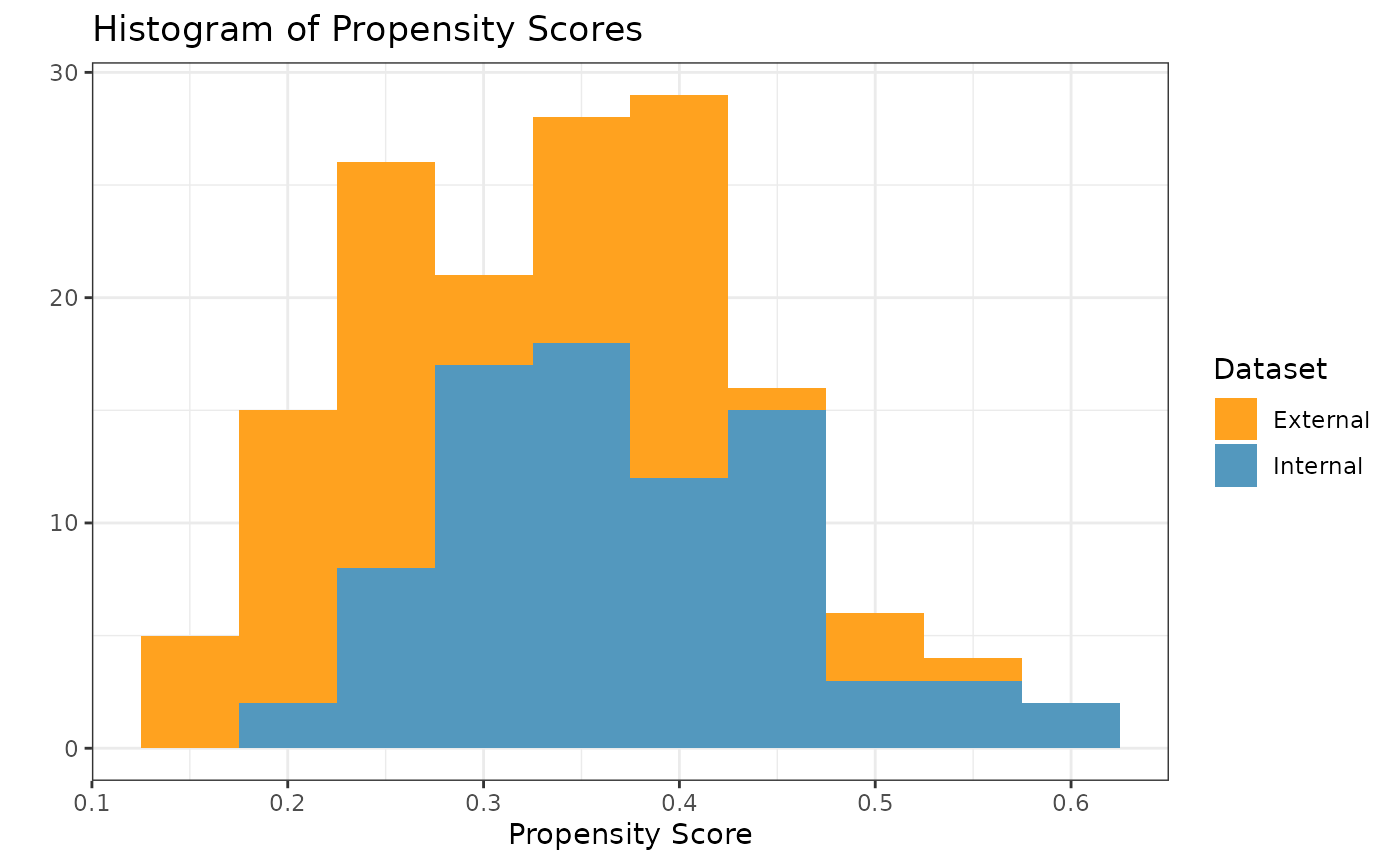 Histogram of Propensity Scores
30
20
10
0
0.1 0.2 0.3 0.4 0.5 0.6
Propensity Score
Dataset
External
Internal